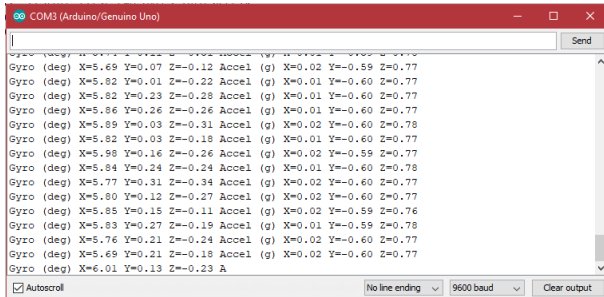 COM3 (Arduino/Genuino Uno)
Send
Gyro (deg) X=5.69 Y=0.07 Z=-0.12 Accel (g) X=0.02 Y=-0.59 Z=0.77
Gyro (deg) X=5.82 Y=0.01 Z=-0.22 Accel (g) X=0.01 Y=-0.60 Z=0.77
Gyro (deg) X=5.82 Y=0.23 Z=-0.28 Accel (g) X=0.01 Y=-0.60 Z=0.77
Gyro (deg) X=5.86 Y=0.26 Z=-0.26 Accel (g) X=0.01 Y=-0.60 Z=0.77
Gyro (deg) X=5.89 Y=0.03 Z=-0.31 Accel (g) X=0.02 Y=-0.60 Z=0.78
Gyro (deg) X=5.82 Y=0.03 Z=-0.18 Accel (g) X=0.01 Y=-0.60 Z=0.77
Gyro (deg) X=5.98 Y=0.16 Z=-0.26 Accel (g) X=0.02 Y=-0.59 Z=0.77
Gyro (deg) X=5.84 Y=0.24 Z=-0.24 Accel (g) X=0.01 Y=-0.60 Z=0.78
Gyro (deg) X=5.77 Y=0.31 Z=-0.34 Accel (g) X=0.02 Y=-0.60 Z=0.77
Gyro (deg) X=5.80 Y=0.12 Z=-0.27 Accel (g) X=0.02 Y=-0.60 Z=0.77
Gyro (deg) X=5.85 Y=0.15 Z=-0.11 Accel (g) X=0.02 Y=-0.59 Z=0.76
Gyro (deg) X=5.83 Y=0.27 Z=-0.19 Accel (g) X=0.01 Y=-0.59 Z=0.78
Gyro (deg) X=5.76 Y=0.21 Z=-0.24 Accel (g) X=0.02 Y=-0.60 Z=0.77
Gyro (deg) X=5.69 Y=0.21 Z=-0.18 Accel (g) X=0.02 Y=-0.60 Z=0.77
Gyro (deg) X=6.01 Y=0.13 Z=-0.23 A
Autoscroll No line ending 9600 baud Clear output